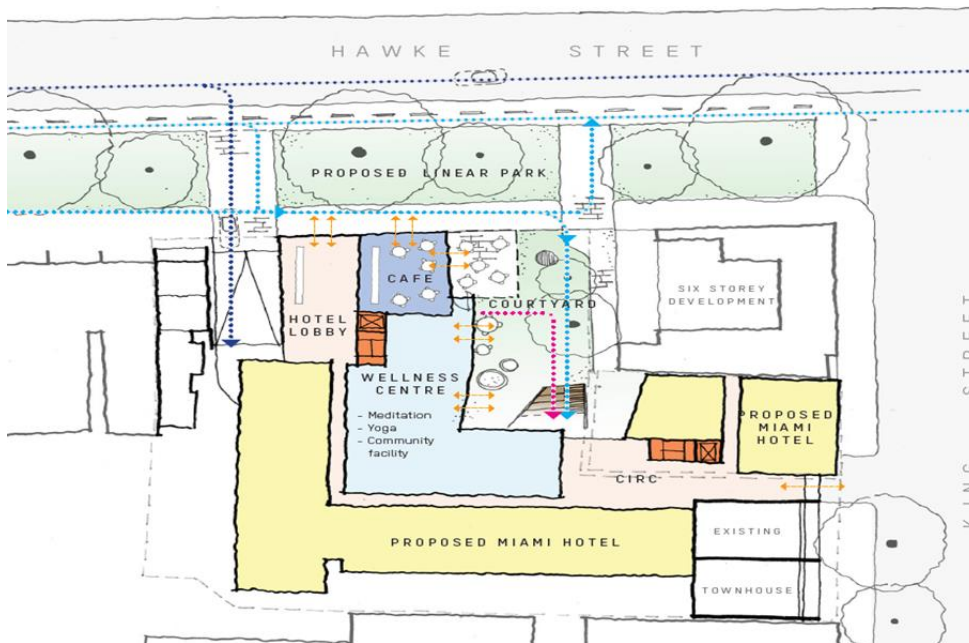 HAWKE STREET
PROPOSED LINEAR PARK
CAFE
COURTYARD
SIX STOREY
DEVELOPMENT
HOTEL
LOBBY
WELLNESS
CENTRE
- Meditation
- Yoga
- Community
facility
PROPOSED
MIAMI
HOTEL
CIRC
PROPOSED MIAMI HOTEL
EXISTING
TOWNHOUSE
KING STREET